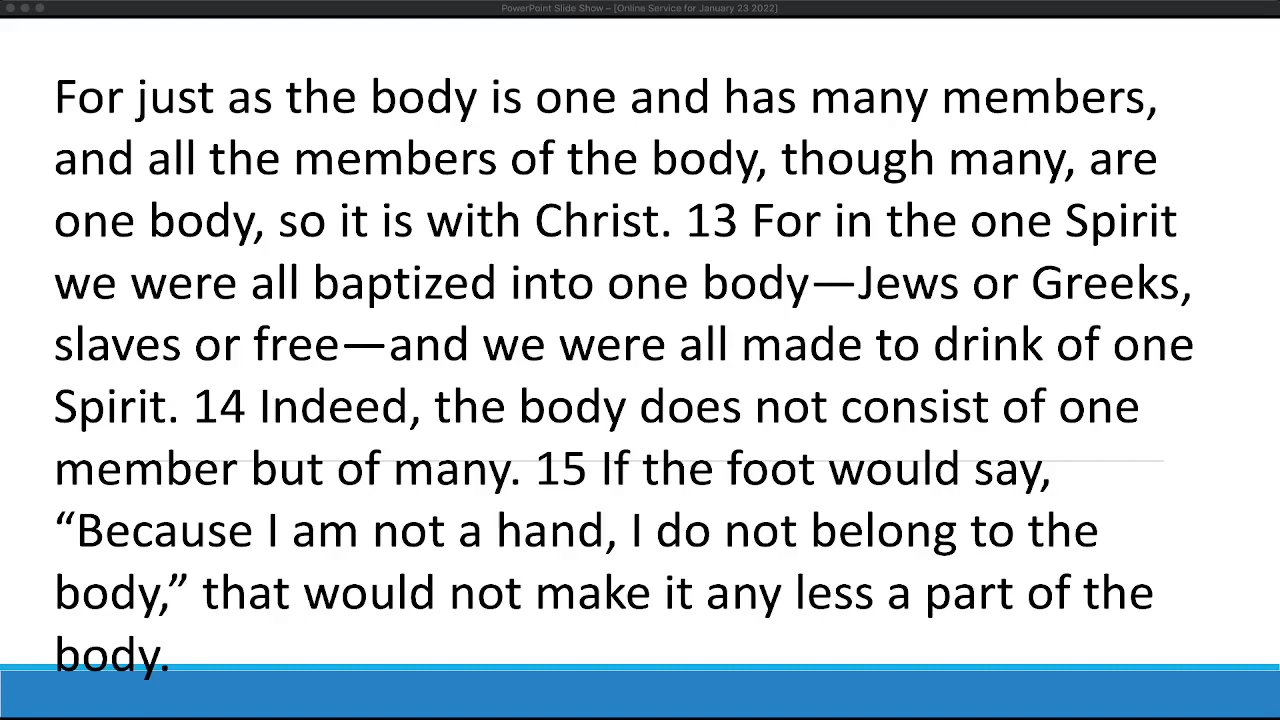 PowerPoint Slide Show – [Online Service for January 23 2022]
For just as the body is one and has many members,
and all the members of the body, though many, are
one body, so it is with Christ. 13 For in the one Spirit
we were all baptized into one body—Jews or Greeks,
slaves or free—and we were all made to drink of one
Spirit. 14 Indeed, the body does not consist of one
member but of many. 15 If the foot would say,
“Because I am not a hand, I do not belong to the
body,” that would not make it any less a part of the
body.